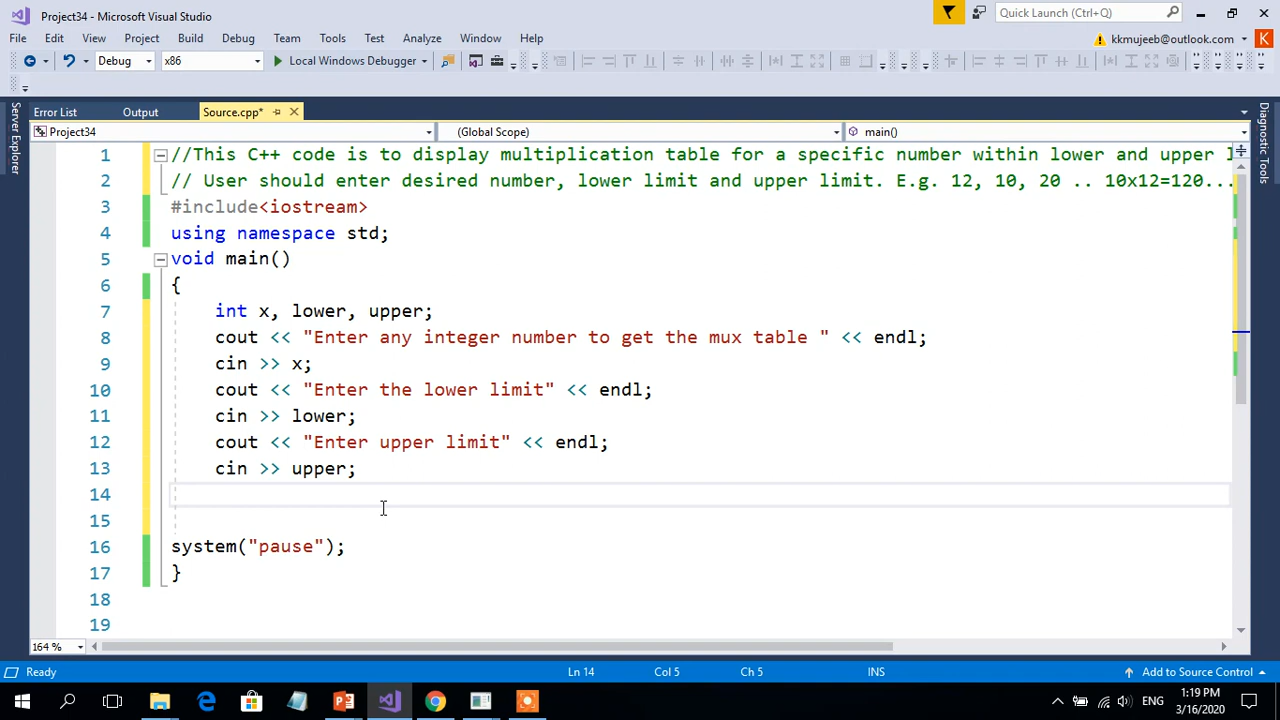 Project34 - Microsoft Visual Studio
Quick Launch (Ctrl+Q)
File Edit View Project Build Debug Team Tools Test Analyze Window Help
kkmujeeb@outlook.com K
Debug x86 Local Windows Debugger
Server Explorer
Error List Output Source.cpp*
Diagnostic Tools
Project34 (Global Scope) main()
1 //This C++ code is to display multiplication table for a specific number within lower and upper l
2 // User should enter desired number, lower limit and upper limit. E.g. 12, 10, 20 .. 10x12=120...
3 #include<iostream>
4 using namespace std;
5 void main()
6 {
7 int x, lower, upper;
8 cout << "Enter any integer number to get the mux table " << endl;
9 cin >> x;
10 cout << "Enter the lower limit" << endl;
11 cin >> lower;
12 cout << "Enter upper limit" << endl;
13 cin >> upper;
14
15
16 system("pause");
17 }
18
19
164 %
Ready Ln 14 Col 5 Ch 5 INS Add to Source Control
ENG 1:19 PM
3/16/2020